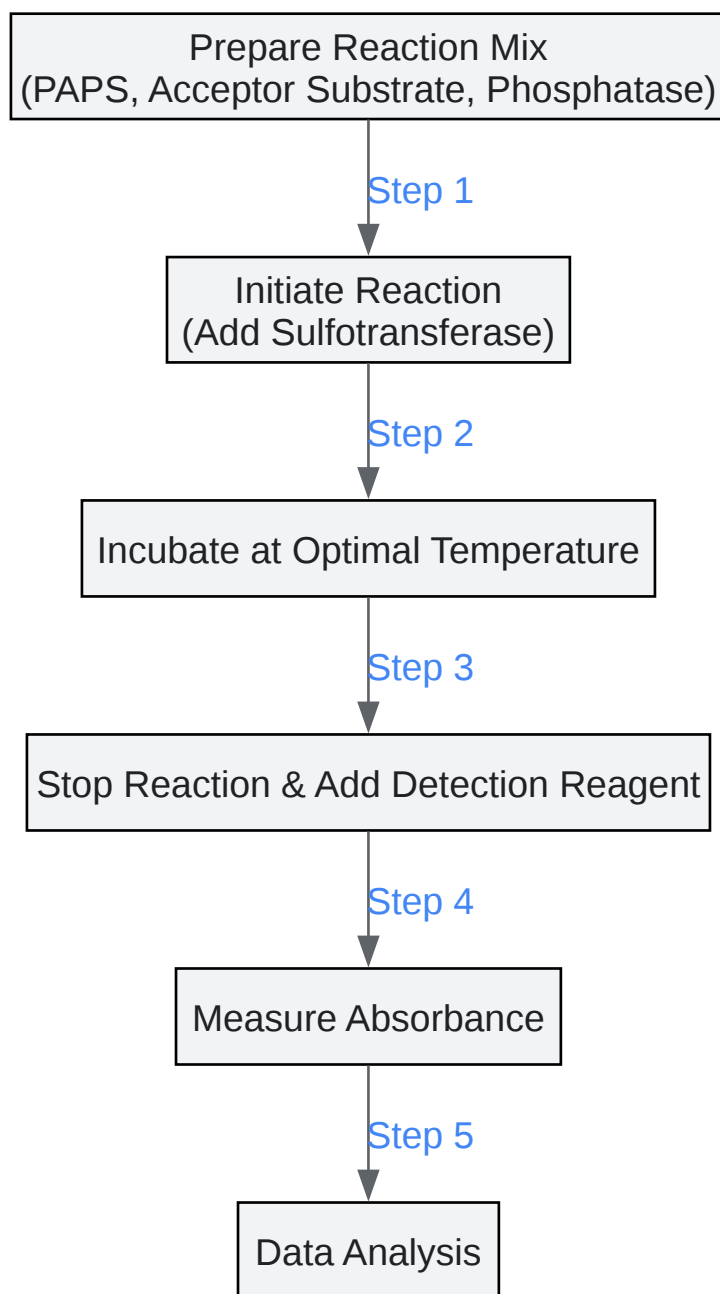 Prepare Reaction Mix
(PAPS, Acceptor Substrate, Phosphatase)
Step 1
Initiate Reaction
(Add Sulfotransferase)
Step 2
Incubate at Optimal Temperature
Step 3
Stop Reaction & Add Detection Reagent
Step 4
Measure Absorbance
Step 5
Data Analysis